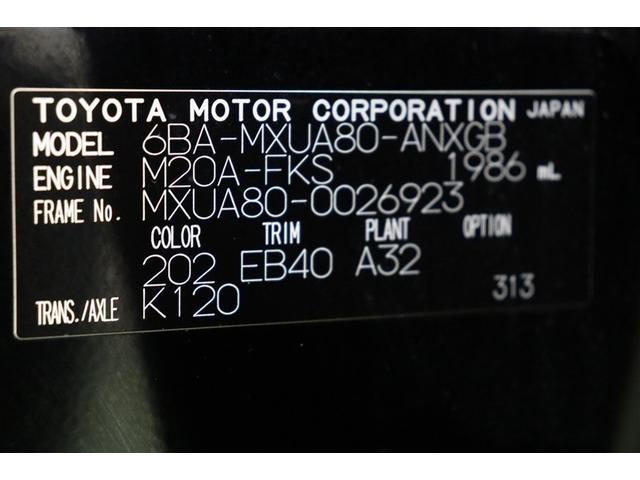 TOYOTA MOTOR CORPORATION JAPAN
MODEL 6BA-MXUA80-ANXGB
ENGINE M20A-FKS 1986 mL
FRAME No. MXUA80-0026923
COLOR TRIM PLANT OPTION
202 EB40 A32
TRANS./AXLE K120 313